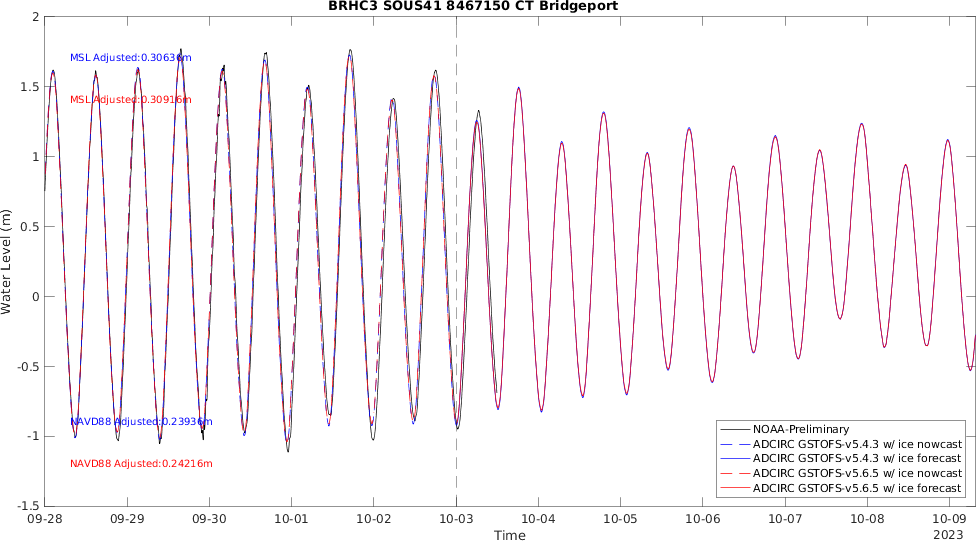 BRHC3 SOUS41 8467150 CT Bridgeport
2
1.5
1
0.5
0
-0.5
-1
-1.5
Water Level (m)
MSL Adjusted:0.30636m
MSL Adjusted:0.30916m
NAVD88 Adjusted:0.23936m
NAVD88 Adjusted:0.24216m
NOAA-Preliminary
ADCIRC GSTOFS-v5.4.3 w/ ice nowcast
ADCIRC GSTOFS-v5.4.3 w/ ice forecast
ADCIRC GSTOFS-v5.6.5 w/ ice nowcast
ADCIRC GSTOFS-v5.6.5 w/ ice forecast
09-28 09-29 09-30 10-01 10-02 10-03 10-04 10-05 10-06 10-07 10-08 10-09
Time
2023